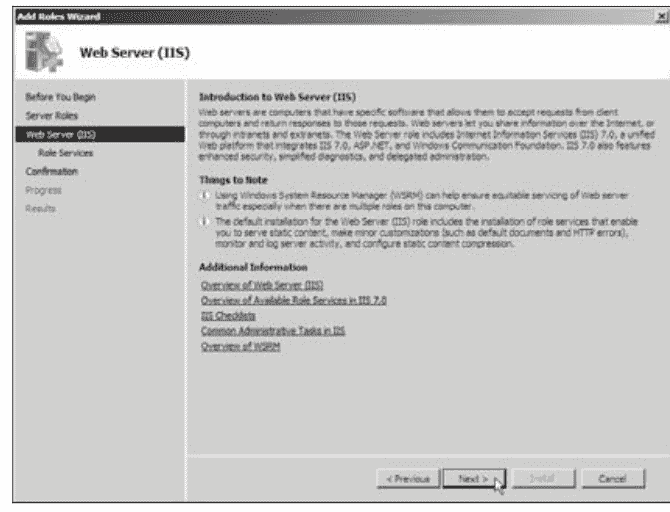 Add Roles Wizard
Web Server (IIS)
Before You Begin
Server Roles
Web Server (IIS)
Role Services
Confirmation
Progress
Results
Introduction to Web Server (IIS)
Web servers are computers that have specific software that allows them to accept requests from client
computers and return responses to those requests. Web servers let you share information over the Internet, or
through intranets and extranets. The Web Server role includes Internet Information Services (IIS) 7.0, a unified
Web platform that integrates IIS 7.0, ASP.NET, and Windows Communication Foundation. IIS 7.0 also features
enhanced security, simplified diagnostics, and delegated administration.
Things to Note
Using Windows System Resource Manager (WSRM) can help ensure equitable servicing of Web server
traffic especially when there are multiple roles on this computer.
The default installation for the Web Server (IIS) role includes the installation of role services that enable
you to serve static content, make minor customizations (such as default documents and HTTP errors),
monitor and log server activity, and configure static content compression.
Additional Information
Overview of Web Server (IIS)
Overview of Available Role Services in IIS 7.0
IIS Checklists
Common Administrative Tasks in IIS
Overview of WSRM
< Previous
Next >
Install
Cancel